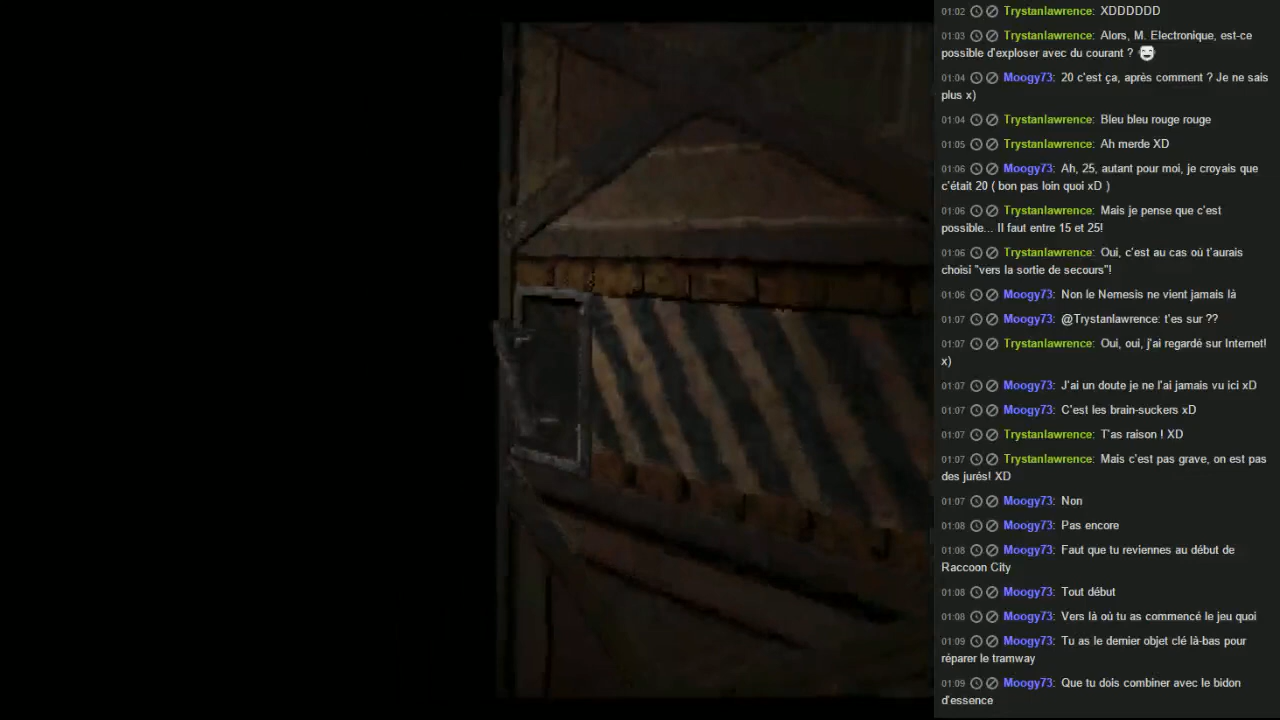 01:02 Trystanlawrence: XDDDDDD
01:03 Trystanlawrence: Alors, M. Electronique, est-ce
possible d'exploser avec du courant ?
01:04 Moogy73: 20 c'est ça, après comment ? Je ne sais
plus x)
01:04 Trystanlawrence: Bleu bleu rouge rouge
01:05 Trystanlawrence: Ah merde XD
01:06 Moogy73: Ah, 25, autant pour moi, je croyais que
c'était 20 ( bon pas loin quoi xD )
01:06 Trystanlawrence: Mais je pense que c'est
possible... Il faut entre 15 et 25!
01:06 Trystanlawrence: Oui, c'est au cas où t'aurais
choisi "vers la sortie de secours"!
01:06 Moogy73: Non le Nemesis ne vient jamais là
01:07 Moogy73: @Trystanlawrence: t'es sur ??
01:07 Trystanlawrence: Oui, oui, j'ai regardé sur Internet!
x)
01:07 Moogy73: J'ai un doute je ne l'ai jamais vu ici xD
01:07 Moogy73: C'est les brain-suckers xD
01:07 Trystanlawrence: T'as raison ! XD
01:07 Trystanlawrence: Mais c'est pas grave, on est pas
des jurés! XD
01:07 Moogy73: Non
01:08 Moogy73: Pas encore
01:08 Moogy73: Faut que tu reviennes au début de
Raccoon City
01:08 Moogy73: Tout début
01:08 Moogy73: Vers là où tu as commencé le jeu quoi
01:09 Moogy73: Tu as le dernier objet clé là-bas pour
réparer le tramway
01:09 Moogy73: Que tu dois combiner avec le bidon
d'essence